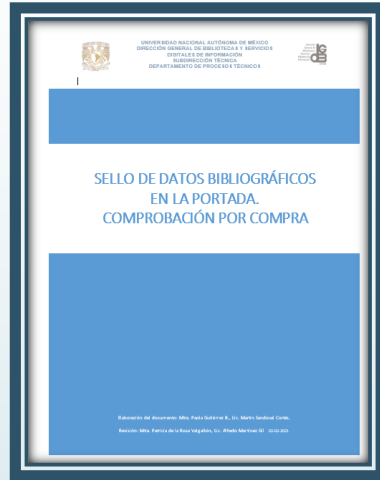 UNIVERSIDAD NACIONAL AUTÓNOMA DE MÉXICO
DIRECCIÓN GENERAL DE BIBLIOTECAS Y SERVICIOS
DIGITALES DE INFORMACIÓN
SUBDIRECCIÓN TÉCNICA
DEPARTAMENTO DE PROCESOS TÉCNICOS
SELLO DE DATOS BIBLIOGRÁFICOS
EN LA PORTADA.
COMPROBACIÓN POR COMPRA
Elaboración del documento: Mtra. Paola Gutiérrez B., Lic. Martín Sandoval Cortés.
Revisión: Mtra. Patricia de la Rosa Valgañón, Lic. Alfredo Martínez Gil